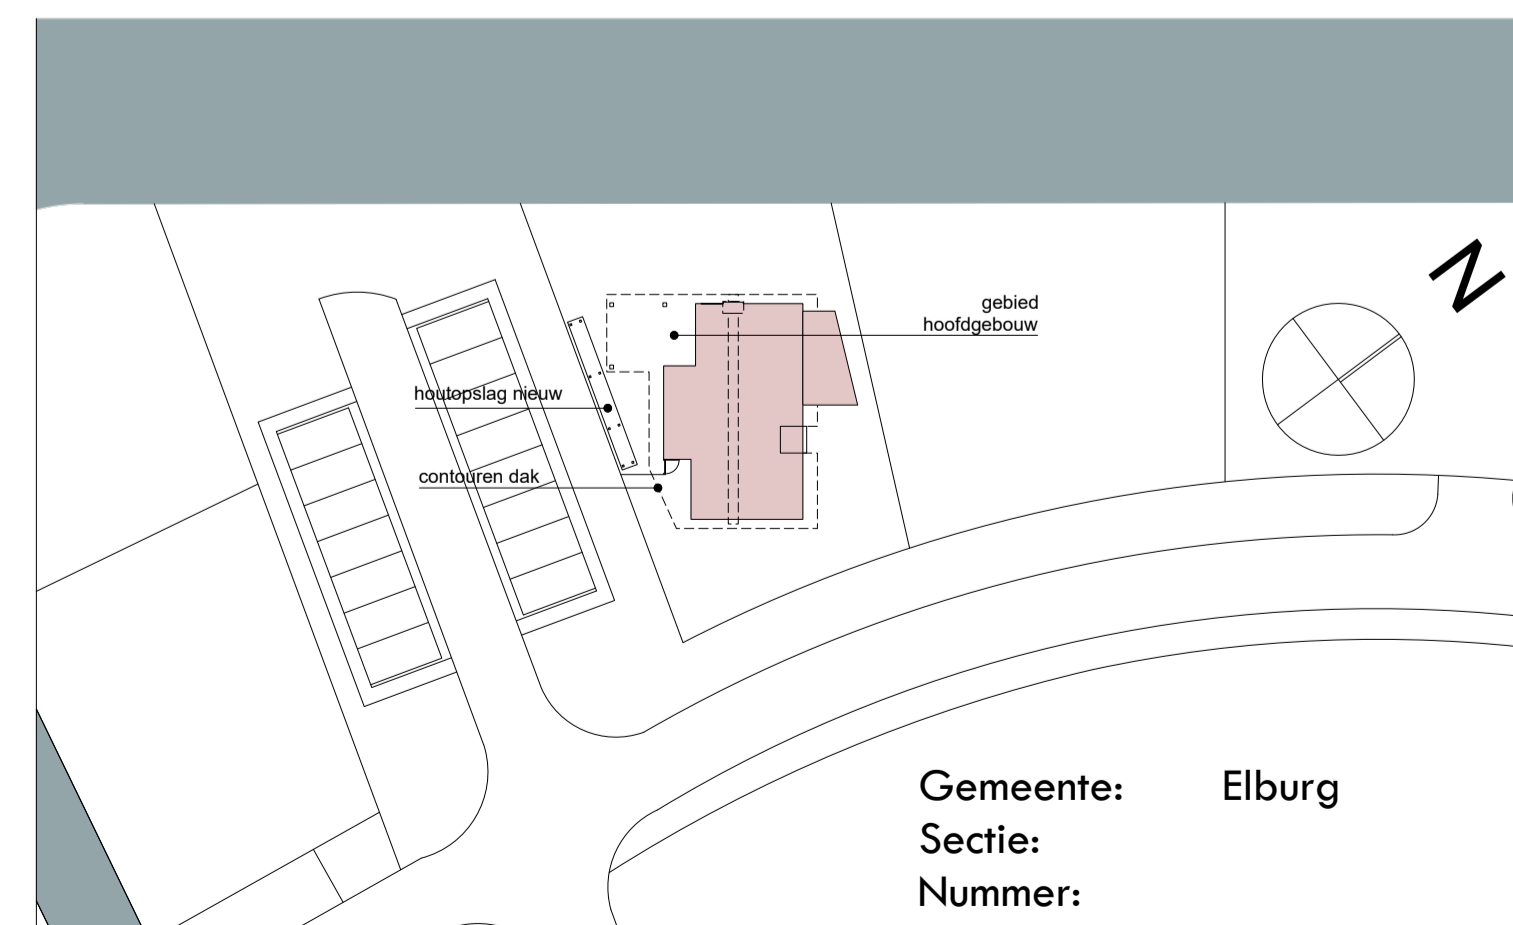 N
gebied
hoofdgebouw
houtopslag nieuw
contouren dak
Gemeente: Elburg
Sectie:
Nummer: